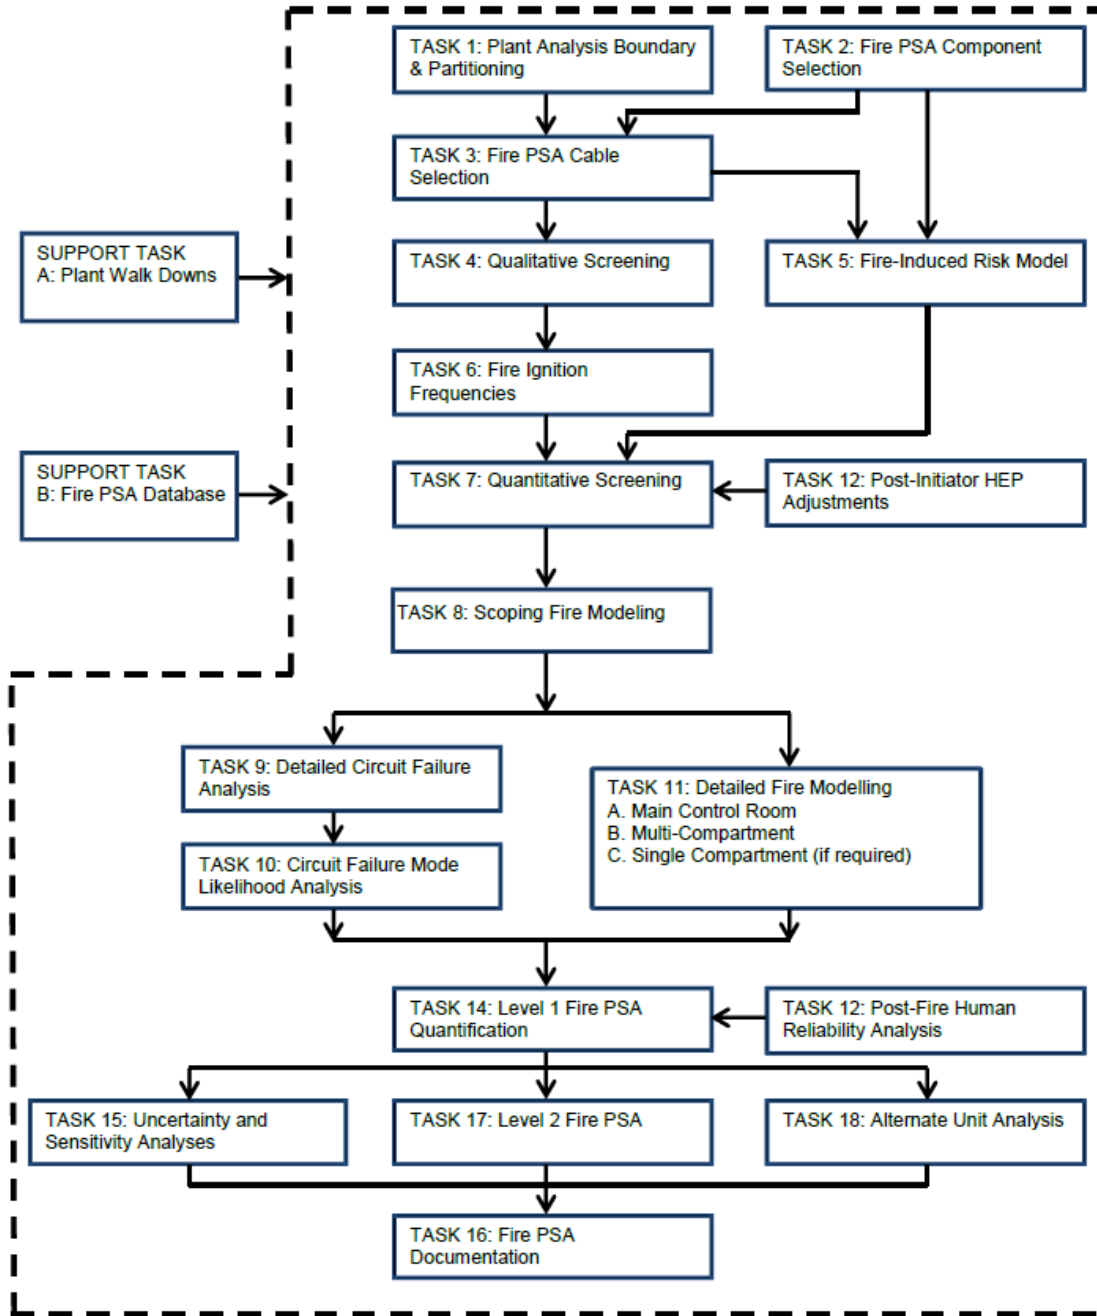 TASK 1: Plant Analysis Boundary
& Partitioning
TASK 2: Fire PSA Component
Selection
TASK 3: Fire PSA Cable
Selection
SUPPORT TASK
A: Plant Walk Downs
TASK 4: Qualitative Screening
TASK 5: Fire-Induced Risk Model
TASK 6: Fire Ignition
Frequencies
SUPPORT TASK
B: Fire PSA Database
TASK 7: Quantitative Screening
TASK 12: Post-Initiator HEP
Adjustments
TASK 8: Scoping Fire Modeling
TASK 9: Detailed Circuit Failure
Analysis
TASK 11: Detailed Fire Modelling
A. Main Control Room
B. Multi-Compartment
C. Single Compartment (if required)
TASK 10: Circuit Failure Mode
Likelihood Analysis
TASK 14: Level 1 Fire PSA
Quantification
TASK 12: Post-Fire Human
Reliability Analysis
TASK 15: Uncertainty and
Sensitivity Analyses
TASK 17: Level 2 Fire PSA
TASK 18: Alternate Unit Analysis
TASK 16: Fire PSA
Documentation